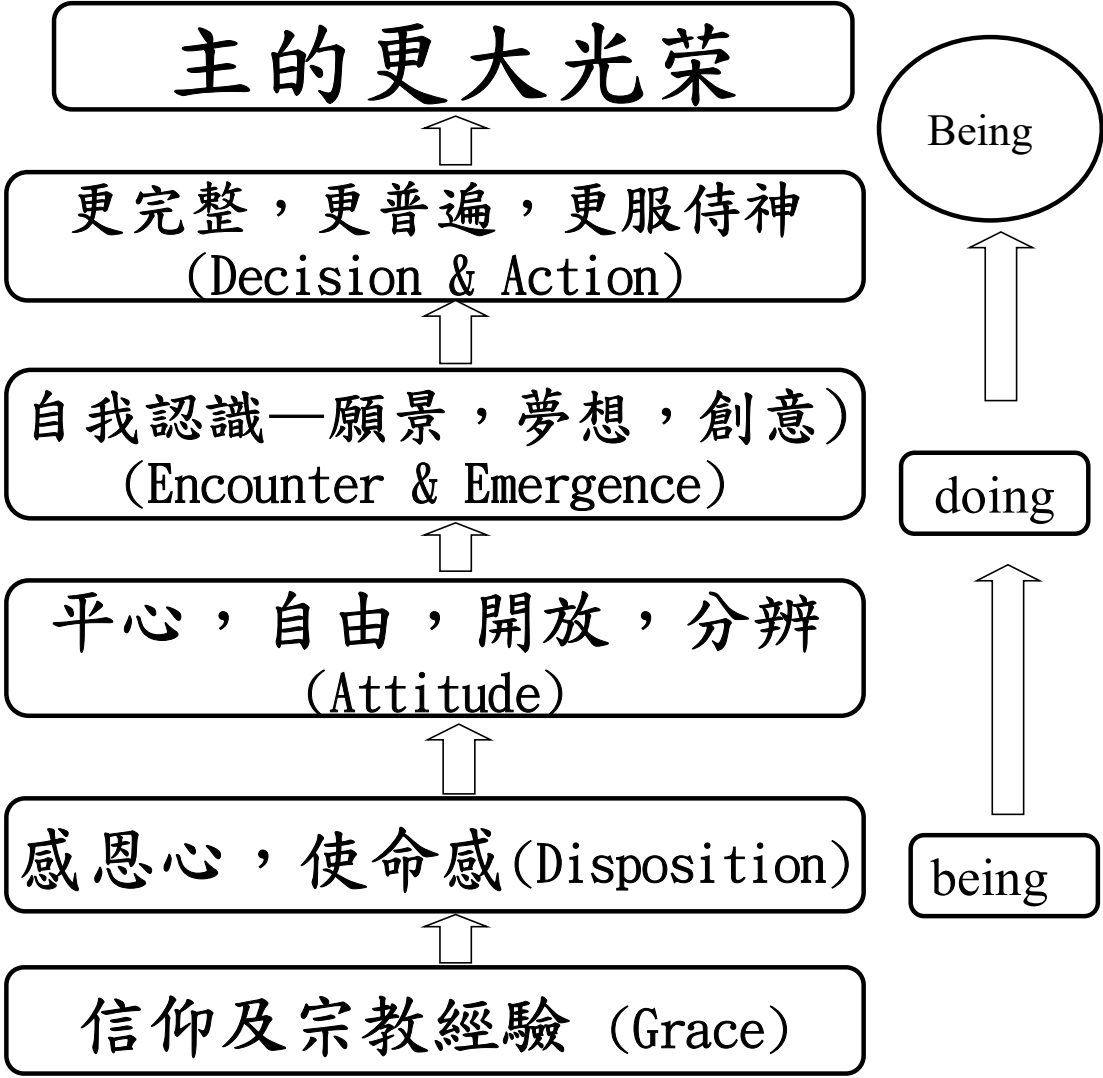 主的更大光荣
Being
更完整，更普遍，更服侍神
(Decision & Action)
自我認識—願景，夢想，創意)
(Encounter & Emergence)
doing
平心，自由，開放，分辨
(Attitude)
感恩心，使命感(Disposition)
being
信仰及宗教經驗 (Grace)